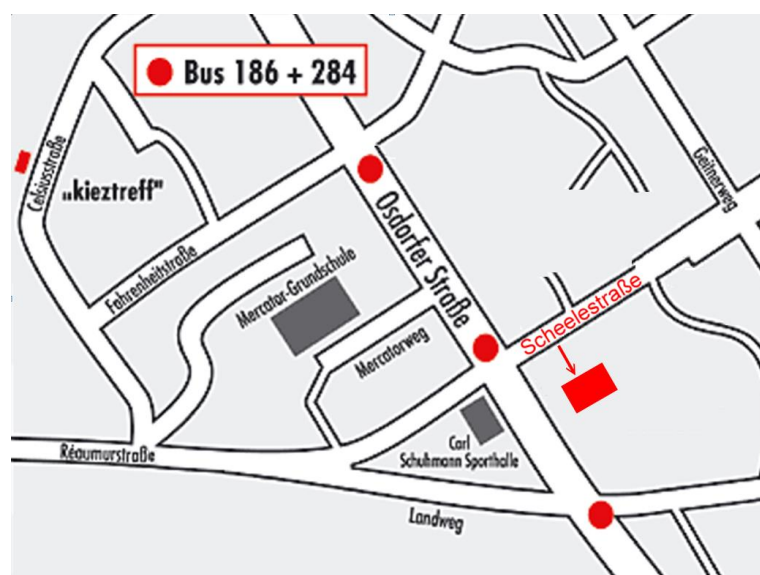 Bus 186 + 284
Celsiusstraße
„kieztreff"
Geitnerweg
Osdorfer Straße
Fahrenheitstraße
Mercator-Grundschule
Scheelestraße
Mercatorweg
Réaumurstraße
Carl
Schuhmann Sporthalle
Landweg